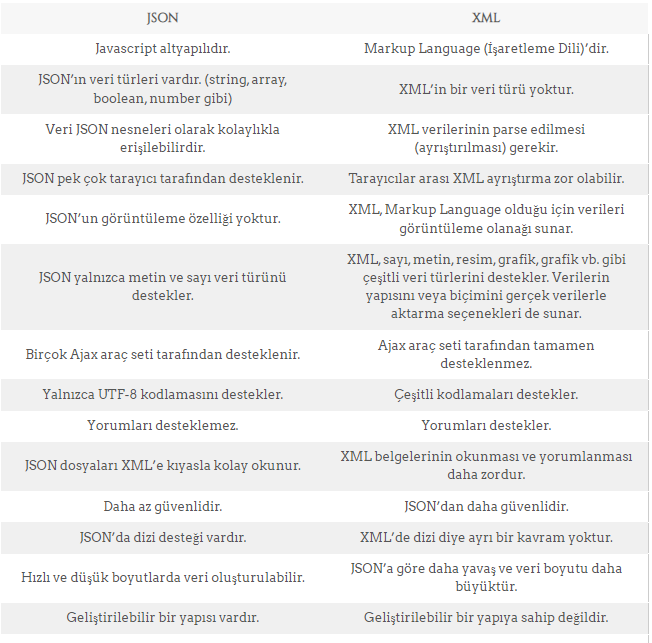 JSON
XML
Javascript altyapılıdır.
Markup Language (İşaretleme Dili)’dir.
JSON’ın veri türleri vardır. (string, array,
boolean, number gibi)
XML’in bir veri türü yoktur.
Veri JSON nesneleri olarak kolaylıkla
erişilebilirdir.
XML verilerinin parse edilmesi
(ayrıştırılması) gerekir.
JSON pek çok tarayıcı tarafından desteklenir.
Tarayıcılar arası XML ayrıştırma zor olabilir.
JSON’un görüntüleme özelliği yoktur.
XML, Markup Language olduğu için verileri
görüntüleme olanağı sunar.
JSON yalnızca metin ve sayı veri türünü
destekler.
XML, sayı, metin, resim, grafik, grafik vb. gibi
çeşitli veri türlerini destekler. Verilerin
yapısını veya biçimini gerçek verilerle
aktarma seçenekleri de sunar.
Birçok Ajax araç seti tarafından desteklenir.
Ajax araç seti tarafından tamamen
desteklenmez.
Yalnızca UTF-8 kodlamasını destekler.
Çeşitli kodlamaları destekler.
Yorumları desteklemez.
Yorumları destekler.
JSON dosyaları XML’e kıyasla kolay okunur.
XML belgelerinin okunması ve yorumlanması
daha zordur.
Daha az güvenlidir.
JSON’dan daha güvenlidir.
JSON’da dizi desteği vardır.
XML’de dizi diye ayrı bir kavram yoktur.
Hızlı ve düşük boyutlarda veri oluşturulabilir.
JSON’a göre daha yavaş ve veri boyutu daha
büyüktür.
Geliştirilebilir bir yapısı vardır.
Geliştirilebilir bir yapıya sahip değildir.